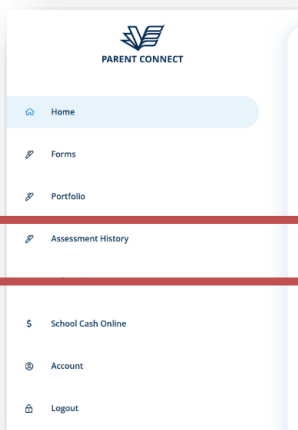 PARENT CONNECT
Home
Forms
Portfolio
Assessment History
$ School Cash Online
Account
Logout